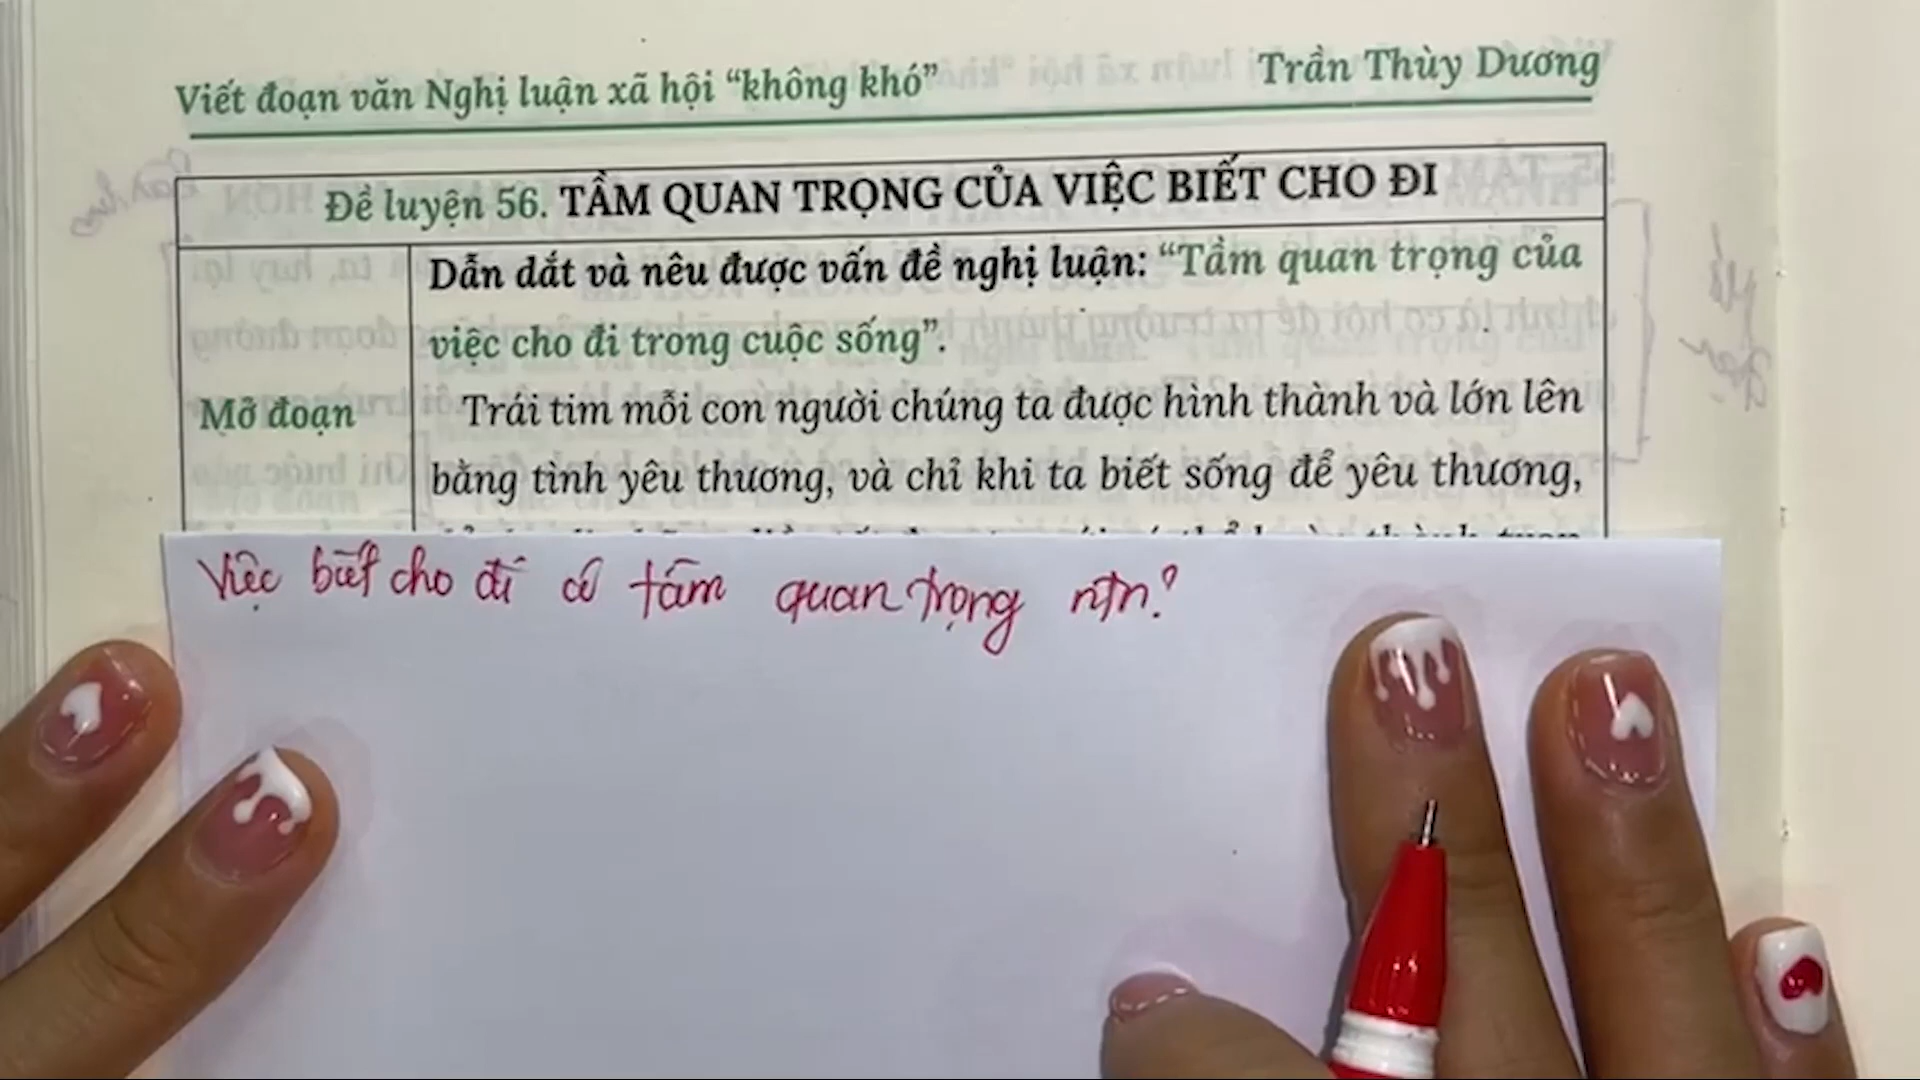 Viết đoạn văn Nghị luận xã hội “không khó”
Trần Thùy Dương
Đề luyện 56. TẦM QUAN TRỌNG CỦA VIỆC BIẾT CHO ĐI
Mở đoạn
Dẫn dắt và nêu được vấn đề nghị luận: “Tầm quan trọng của
việc cho đi trong cuộc sống”.
Trái tim mỗi con người chúng ta được hình thành và lớn lên
bằng tình yêu thương, và chỉ khi ta biết sống để yêu thương,
Việc biết cho đi có tầm quan trọng ntn?